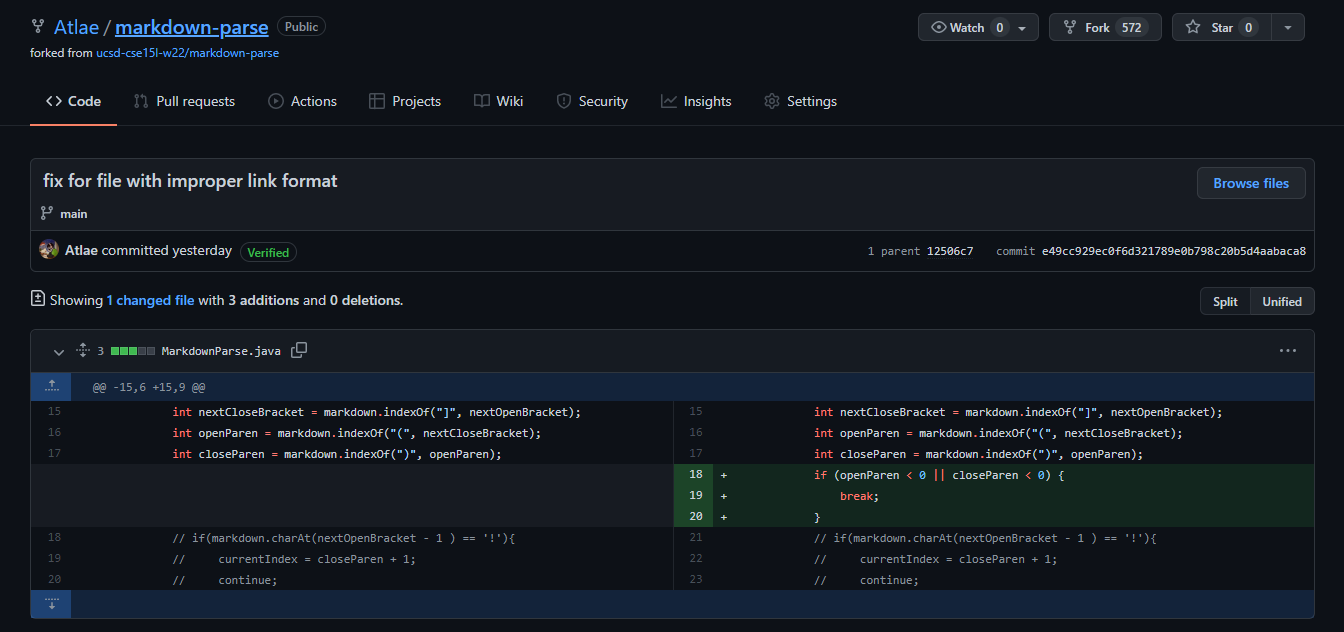 Atlae / markdown-parse Public
Watch 0 Fork 572 Star 0
forked from ucsd-cse15l-w22/markdown-parse
Code Pull requests Actions Projects Wiki Security Insights Settings
fix for file with improper link format
Browse files
main
Atlae committed yesterday Verified
1 parent 12506c7 commit e49cc929ec0f6d321789e0b798c20b5d4aabaca8
Showing 1 changed file with 3 additions and 0 deletions.
Split Unified
3 MarkdownParse.java
@@ -15,6 +15,9 @@
15 int nextCloseBracket = markdown.indexOf("]", nextOpenBracket); 15 int nextCloseBracket = markdown.indexOf("]", nextOpenBracket);
16 int openParen = markdown.indexOf("(", nextCloseBracket); 16 int openParen = markdown.indexOf("(", nextCloseBracket);
17 int closeParen = markdown.indexOf(")", openParen); 17 int closeParen = markdown.indexOf(")", openParen);
18 + if (openParen < 0 || closeParen < 0) {
19 + break;
20 + }
18 // if(markdown.charAt(nextOpenBracket - 1 ) == '!'){ 21 // if(markdown.charAt(nextOpenBracket - 1 ) == '!'){
19 // currentIndex = closeParen + 1; 22 // currentIndex = closeParen + 1;
20 // continue; 23 // continue;